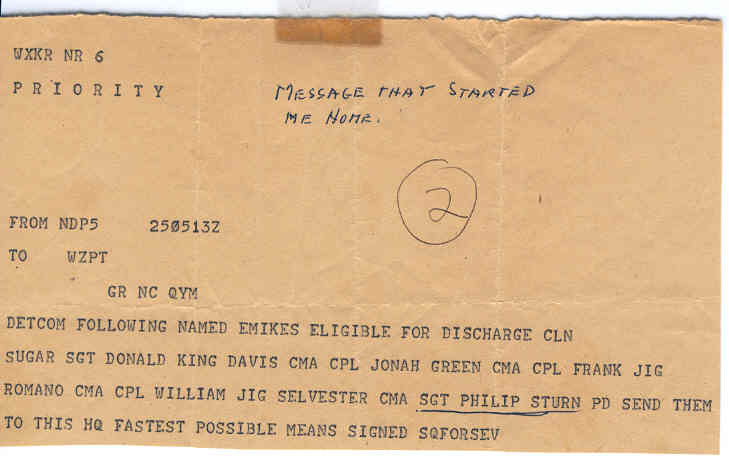 WXKR NR 6
PRIORITY
MESSAGE THAT STARTED
ME HOME.
2
FROM NDP5 250513Z
TO WZPT
GR NC QYM
DETCOM FOLLOWING NAMED EMIKES ELIGIBLE FOR DISCHARGE CLN
SUGAR SGT DONALD KING DAVIS CMA CPL JONAH GREEN CMA CPL FRANK JIG
ROMANO CMA CPL WILLIAM JIG SELVESTER CMA SGT PHILIP STURN PD SEND THEM
TO THIS HQ FASTEST POSSIBLE MEANS SIGNED SQFORSEV